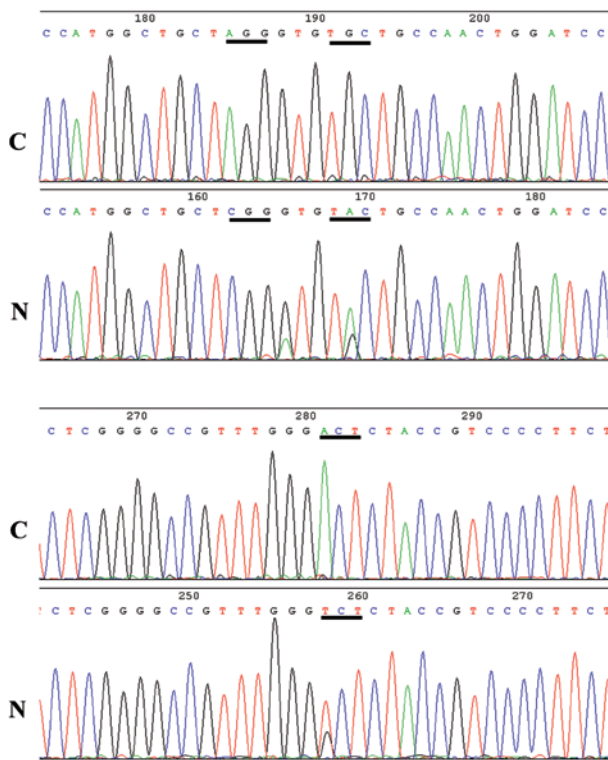 180 190 200
C C A T G G C T G C T A G G G T G T G C T G C C A A C T G G A T C C
C
160 170 180
C C A T G G C T G C T C G G G T G T A C T G C C A A C T G G A T C C
N
270 280 290
C T C G G G G C C G T T T G G G A C T C T A C C G T C C C C T T C T
C
250 260 270
C T C G G G G C C G T T T G G G T C T C T A C C G T C C C C T T C T
N